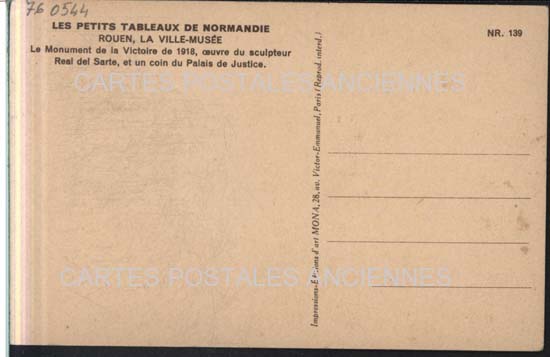 76 0544
LES PETITS TABLEAUX DE NORMANDIE
ROUEN, LA VILLE-MUSÉE
Le Monument de la Victoire de 1918, œuvre du sculpteur
Real del Sarte, et un coin du Palais de Justice.
NR. 139
Impressions-Editions d'art MONA, 28, av. Victor-Emmanuel, Paris (Reprod. interd.)
CARTES POSTALES ANCIENNES
CARTES POSTALES ANCIENNES